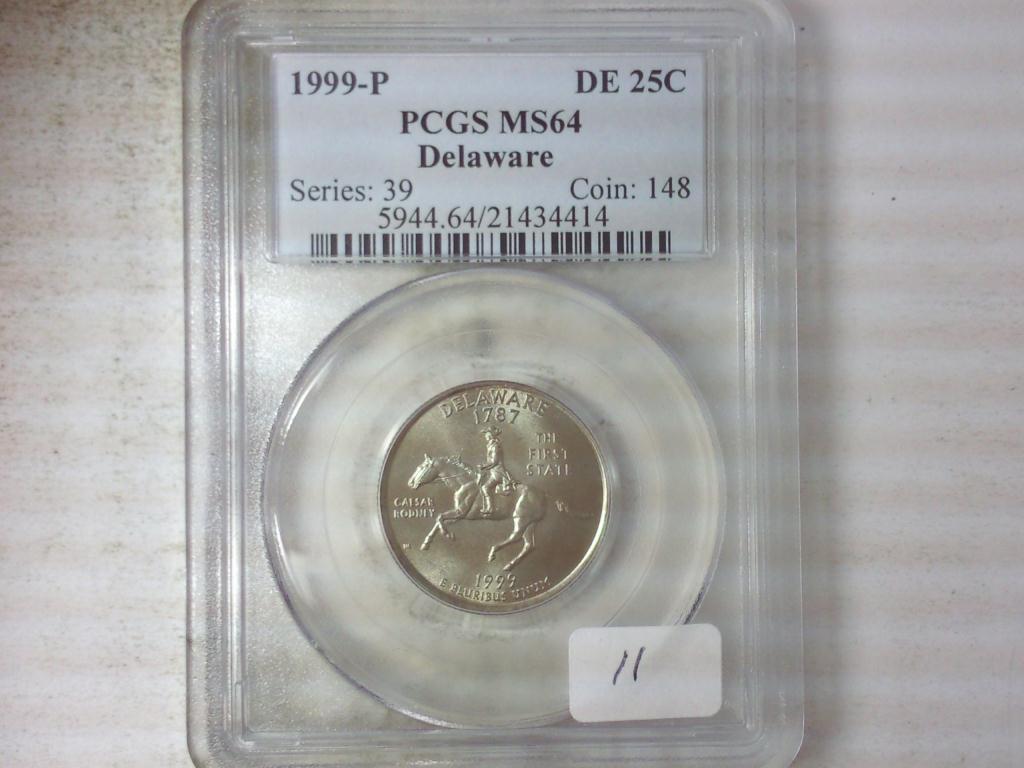 1999-P DE 25C
PCGS MS64
Delaware
Series: 39 Coin: 148
5944.64/21434414
DELAWARE
1787
THE
FIRST
STATE
CAESAR
RODNEY
1999
E PLURIBUS UNUM
11